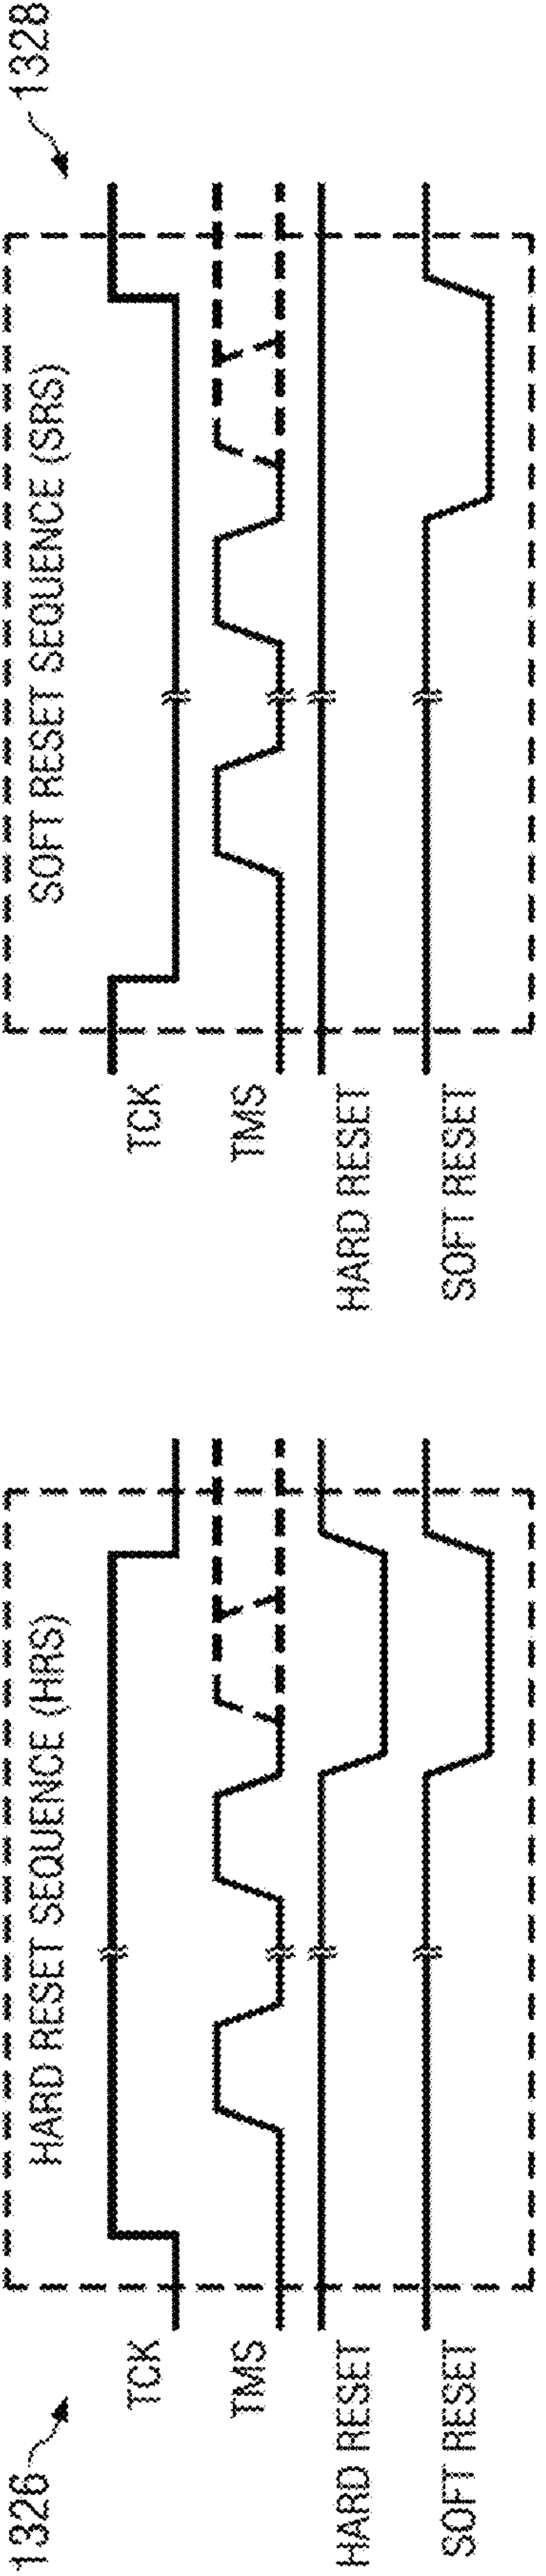 1326
HARD RESET SEQUENCE (HRS)
TCK
TMS
HARD RESET
SOFT RESET
1328
SOFT RESET SEQUENCE (SRS)
TCK
TMS
HARD RESET
SOFT RESET